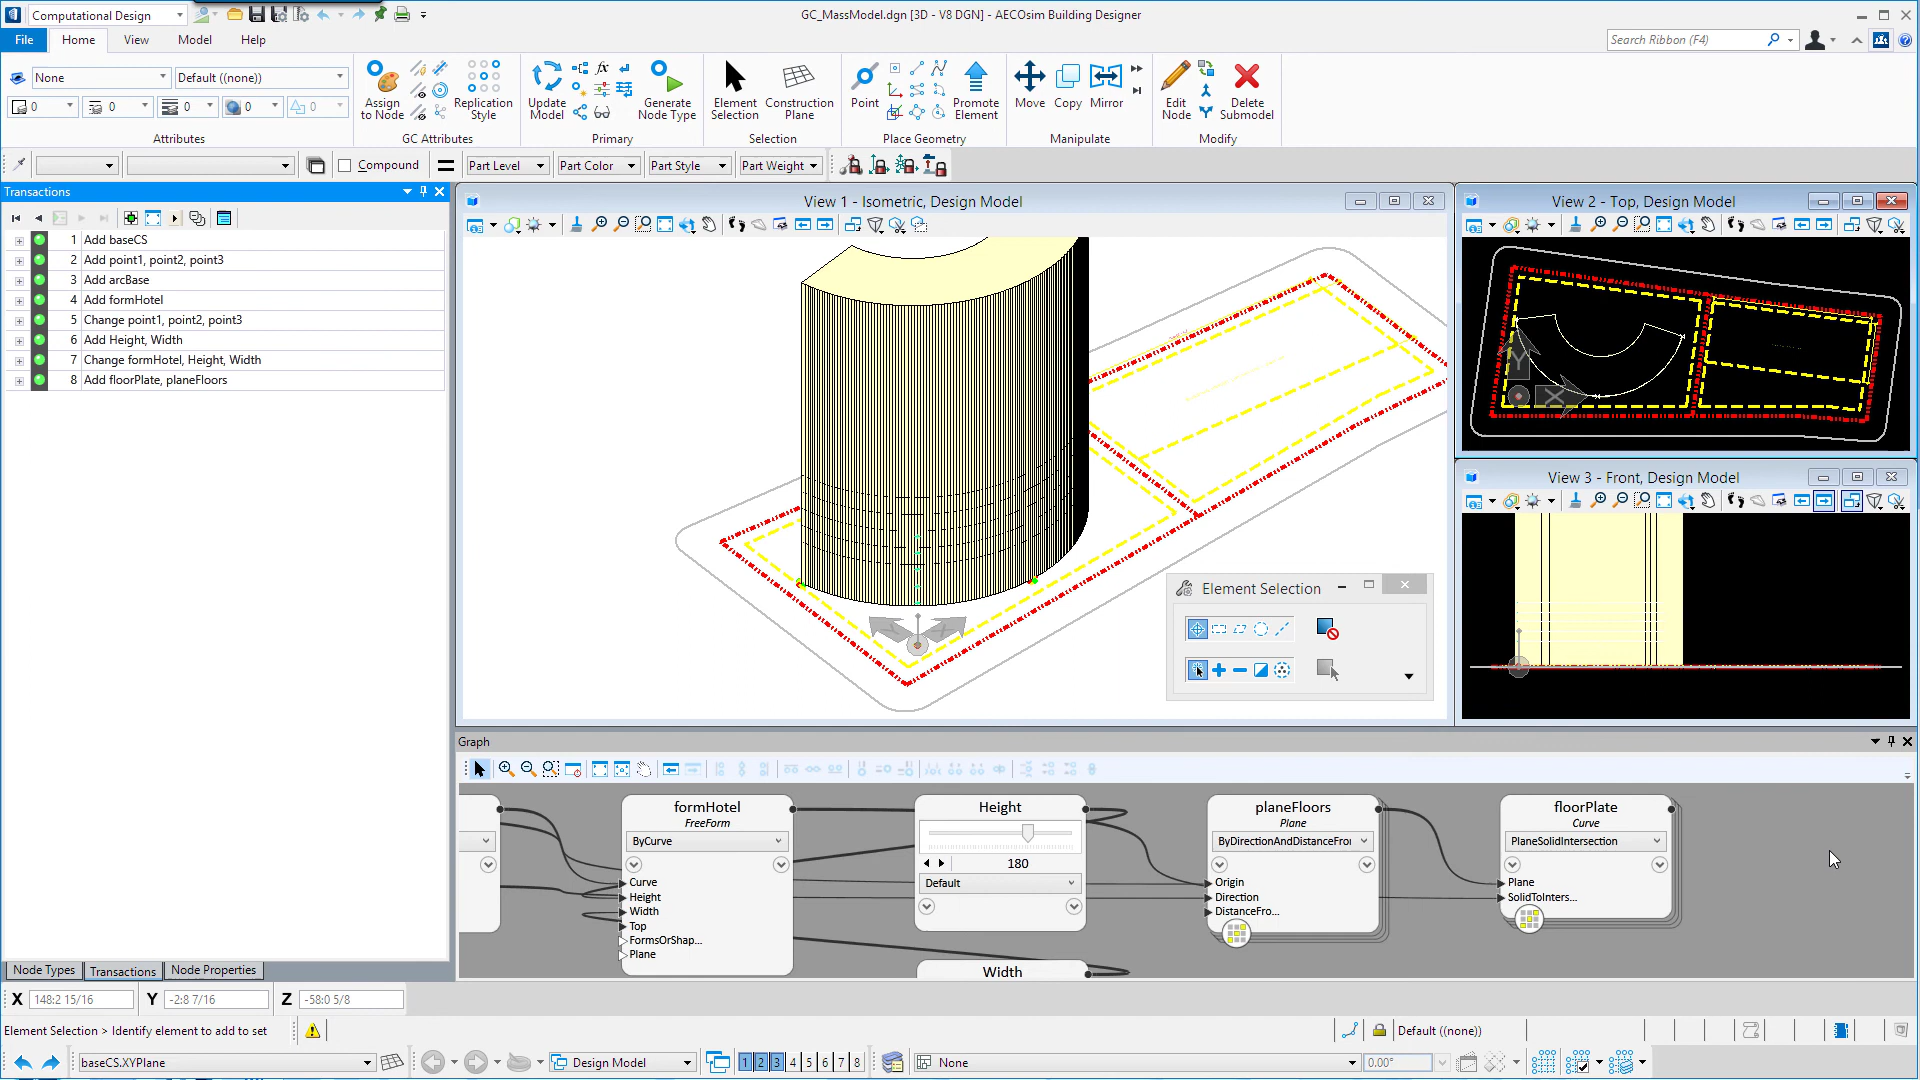 Computational Design
GC_MassModel.dgn [3D - V8 DGN] - AECOsim Building Designer
File Home View Model Help
Search Ribbon (F4)
None
Default ((none))
0 0 0 0 0
Attributes
Assign to Node
Replication Style
GC Attributes
Update Model
Generate Node Type
Primary
Element Selection
Construction Plane
Selection
Point
Promote Element
Place Geometry
Move
Copy
Mirror
Manipulate
Edit Node
Delete Submodel
Modify
Compound
Part Level
Part Color
Part Style
Part Weight
Transactions
1 Add baseCS
2 Add point1, point2, point3
3 Add arcBase
4 Add formHotel
5 Change point1, point2, point3
6 Add Height, Width
7 Change formHotel, Height, Width
8 Add floorPlate, planeFloors
View 1 - Isometric, Design Model
View 2 - Top, Design Model
Y
X
View 3 - Front, Design Model
Element Selection
Graph
formHotel
FreeForm
ByCurve
Curve
Height
Width
Top
FormsOrShap...
Plane
Height
180
Default
Width
planeFloors
Plane
ByDirectionAndDistanceFror
Origin
Direction
DistanceFro...
floorPlate
Curve
PlaneSolidIntersection
Plane
SolidToInters...
Node Types
Transactions
Node Properties
X 148:2 15/16 Y -2:8 7/16 Z -58:0 5/8
Element Selection > Identify element to add to set
Default ((none))
baseCS.XYPlane
Design Model
1 2 3 4 5 6 7 8
None
0.00°